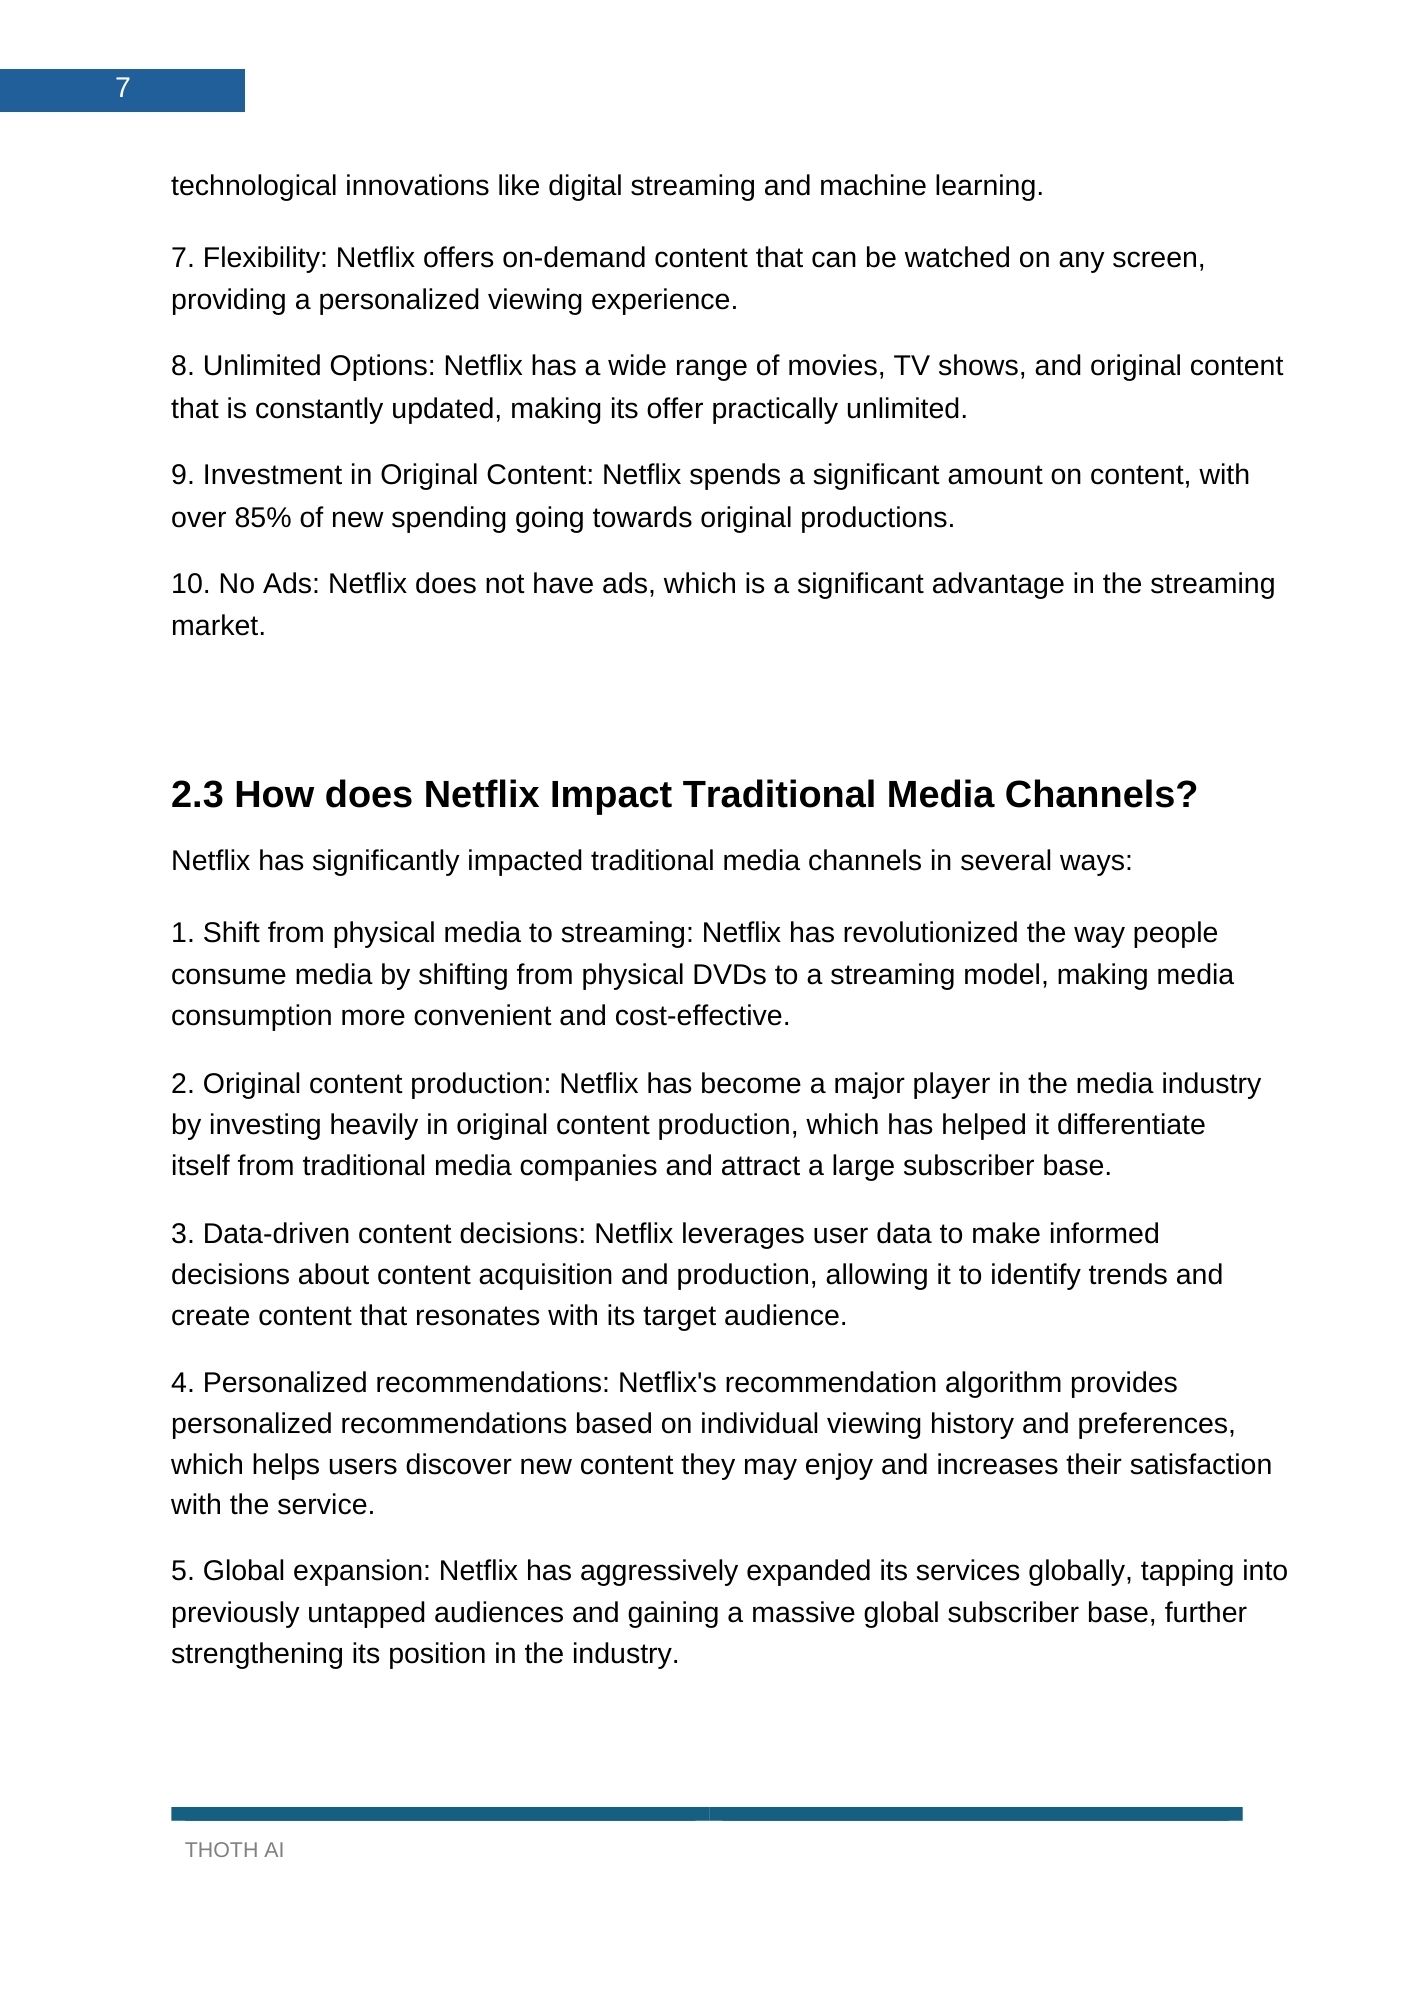 7
technological innovations like digital streaming and machine learning.
7. Flexibility: Netflix offers on-demand content that can be watched on any screen,
providing a personalized viewing experience.
8. Unlimited Options: Netflix has a wide range of movies, TV shows, and original content
that is constantly updated, making its offer practically unlimited.
9. Investment in Original Content: Netflix spends a significant amount on content, with
over 85% of new spending going towards original productions.
10. No Ads: Netflix does not have ads, which is a significant advantage in the streaming
market.
2.3 How does Netflix Impact Traditional Media Channels?
Netflix has significantly impacted traditional media channels in several ways:
1. Shift from physical media to streaming: Netflix has revolutionized the way people
consume media by shifting from physical DVDs to a streaming model, making media
consumption more convenient and cost-effective.
2. Original content production: Netflix has become a major player in the media industry
by investing heavily in original content production, which has helped it differentiate
itself from traditional media companies and attract a large subscriber base.
3. Data-driven content decisions: Netflix leverages user data to make informed
decisions about content acquisition and production, allowing it to identify trends and
create content that resonates with its target audience.
4. Personalized recommendations: Netflix's recommendation algorithm provides
personalized recommendations based on individual viewing history and preferences,
which helps users discover new content they may enjoy and increases their satisfaction
with the service.
5. Global expansion: Netflix has aggressively expanded its services globally, tapping into
previously untapped audiences and gaining a massive global subscriber base, further
strengthening its position in the industry.
THOTH AI